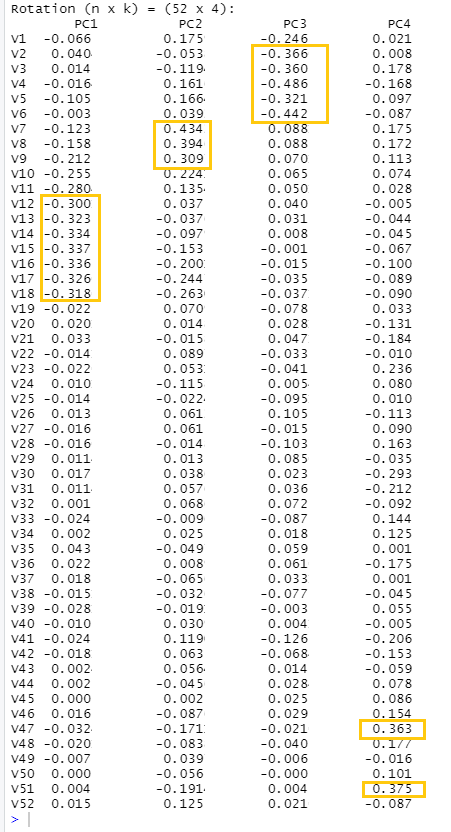 Rotation (n x k) = (52 x 4):
PC1 PC2 PC3 PC4
V1 -0.066 0.175 -0.246 0.021
V2 0.040 -0.053 -0.366 0.008
V3 0.014 -0.119 -0.360 0.178
V4 -0.016 0.161 -0.486 -0.168
V5 -0.105 0.166 -0.321 0.097
V6 -0.003 0.039 -0.442 -0.087
V7 -0.123 0.434 0.088 0.175
V8 -0.158 0.394 0.088 0.172
V9 -0.212 0.309 0.070 0.113
V10 -0.255 0.224 0.065 0.074
V11 -0.280 0.135 0.050 0.028
V12 -0.300 0.037 0.040 -0.005
V13 -0.323 -0.037 0.031 -0.044
V14 -0.334 -0.097 0.008 -0.045
V15 -0.337 -0.153 -0.001 -0.067
V16 -0.336 -0.200 -0.015 -0.100
V17 -0.326 -0.244 -0.035 -0.089
V18 -0.318 -0.263 -0.037 -0.090
V19 -0.022 0.070 -0.078 0.033
V20 0.020 0.014 0.028 -0.131
V21 0.033 -0.015 0.047 -0.184
V22 -0.014 0.089 -0.033 -0.010
V23 -0.022 0.053 -0.041 0.236
V24 0.010 -0.115 0.005 0.080
V25 -0.014 -0.022 -0.095 0.010
V26 0.013 0.061 0.105 -0.113
V27 -0.016 0.061 -0.015 0.090
V28 -0.016 -0.014 -0.103 0.163
V29 0.011 0.013 0.085 -0.035
V30 0.017 0.038 0.023 -0.293
V31 0.011 0.057 0.036 -0.212
V32 0.001 0.068 0.072 -0.092
V33 -0.024 -0.009 -0.087 0.144
V34 0.002 0.025 0.018 0.125
V35 0.043 -0.049 0.059 0.001
V36 0.022 0.008 0.061 -0.175
V37 0.018 -0.065 0.033 0.001
V38 -0.015 -0.032 -0.077 -0.045
V39 -0.028 -0.019 -0.003 0.055
V40 -0.010 0.030 0.004 -0.005
V41 -0.024 0.119 -0.126 -0.206
V42 -0.018 0.063 -0.068 -0.153
V43 0.002 0.056 0.014 -0.059
V44 0.002 -0.045 0.028 0.078
V45 0.000 0.002 0.025 0.086
V46 0.016 -0.087 0.029 0.154
V47 -0.032 -0.171 -0.021 0.363
V48 -0.020 -0.083 -0.040 0.177
V49 -0.007 0.039 -0.006 -0.016
V50 0.000 -0.056 -0.000 0.101
V51 0.004 -0.191 0.004 0.375
V52 0.015 0.125 0.021 -0.087
>